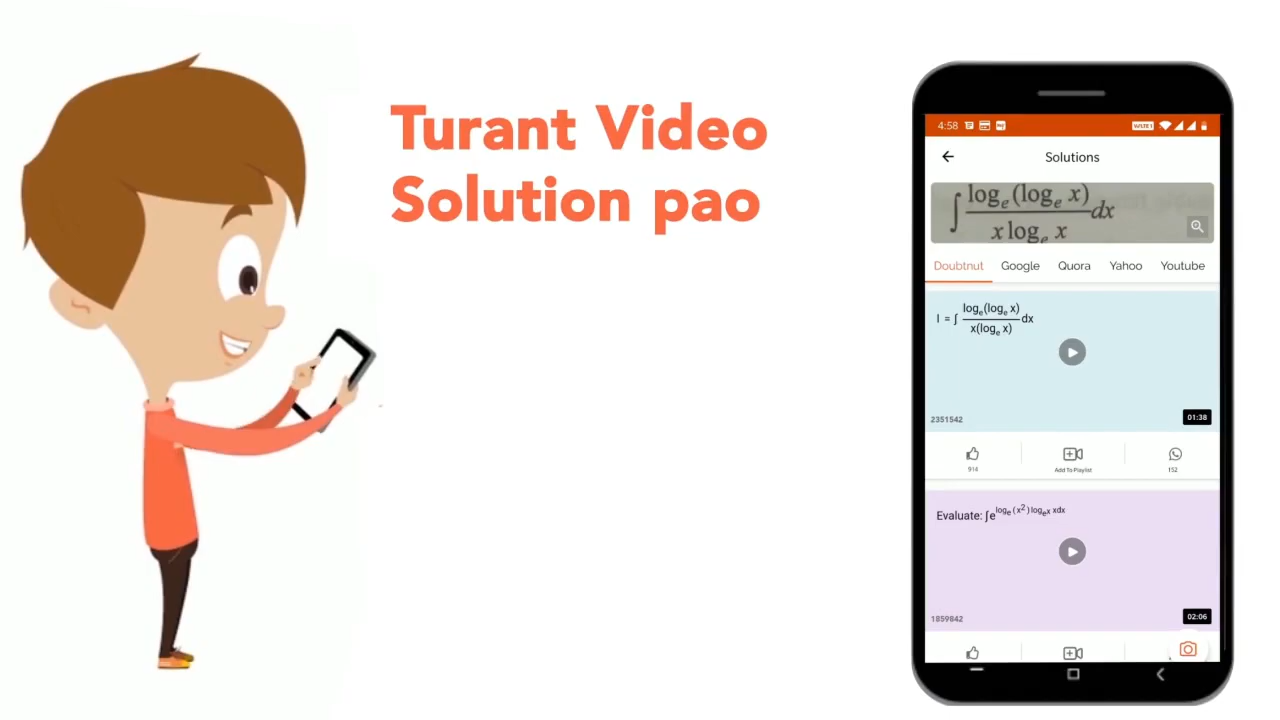 Turant Video
Solution pao
4:58
Solutions
∫ logₑ(logₑ x) / x logₑ x dx
Doubtnut Google Quora Yahoo Youtube
I = ∫ logₑ(logₑ x) / x(logₑ x) dx
2351542 01:38
914 Add To Playlist 152
Evaluate: ∫e^logₑ(x²)logₑx xdx
1859842 02:06